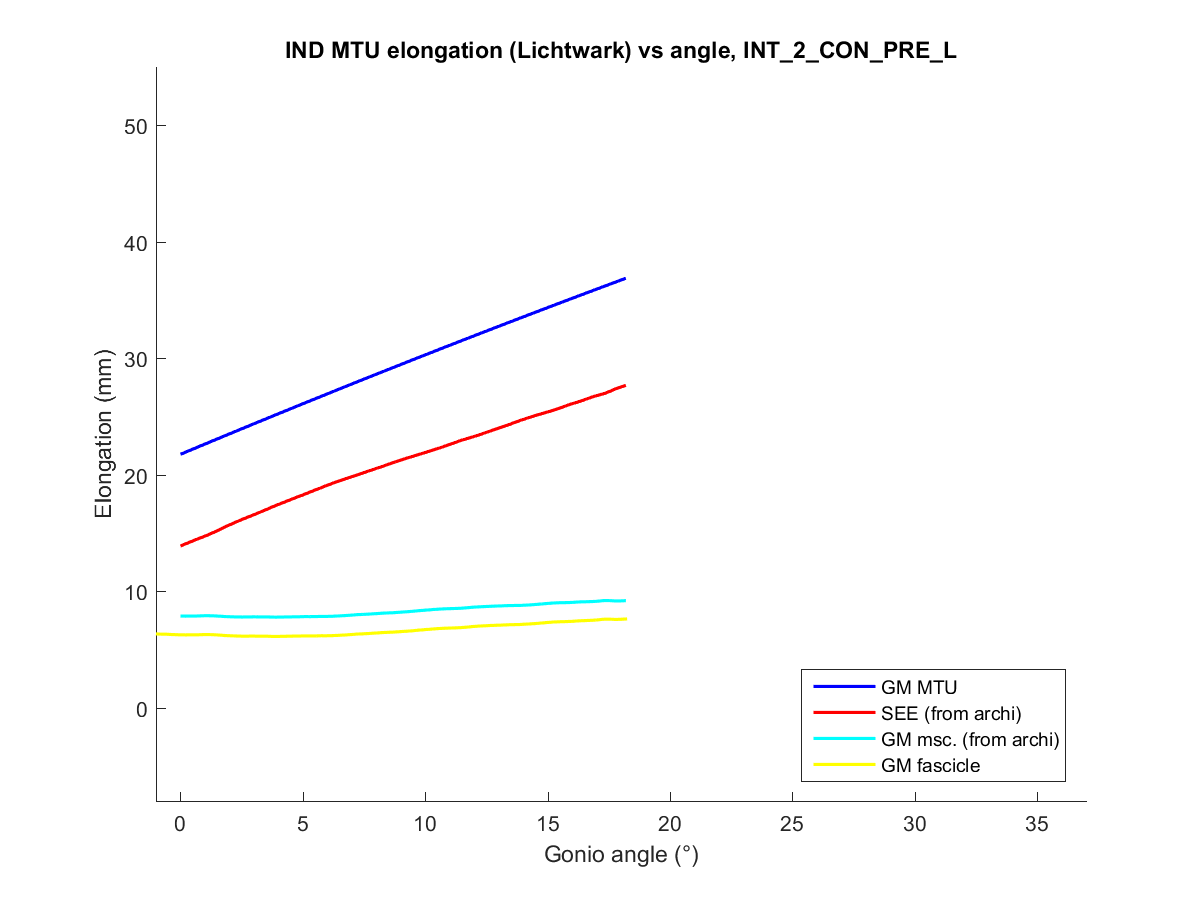 IND MTU elongation (Lichtwark) vs angle, INT_2_CON_PRE_L
50
40
30
20
10
0
Elongation (mm)
GM MTU
SEE (from archi)
GM msc. (from archi)
GM fascicle
0 5 10 15 20 25 30 35
Gonio angle (°)